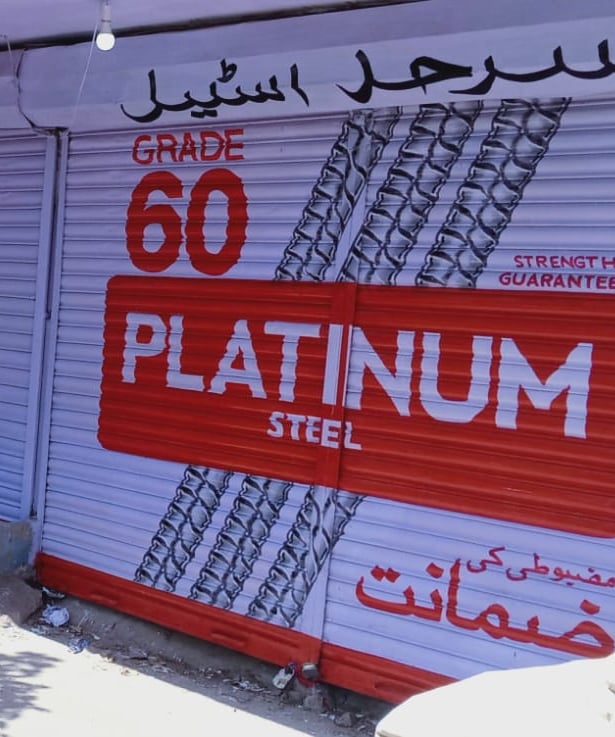 سرحد اسٹیل
GRADE
60
STRENGTH
GUARANTEE
PLATINUM
STEEL
مضبوطی کی
ضمانت